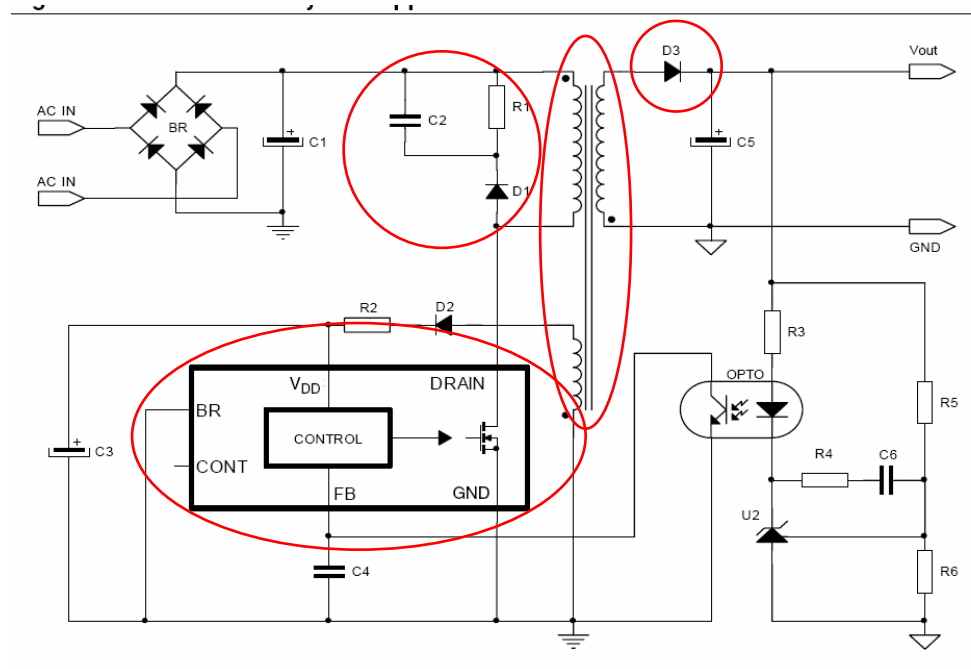 D3
Vout
AC IN
BR
C1
C2
R1
D1
C5
AC IN
GND
R2
D2
R3
OPTO
VDD
DRAIN
BR
CONTROL
CONT
C3
FB
GND
R5
R4
C6
U2
C4
R6